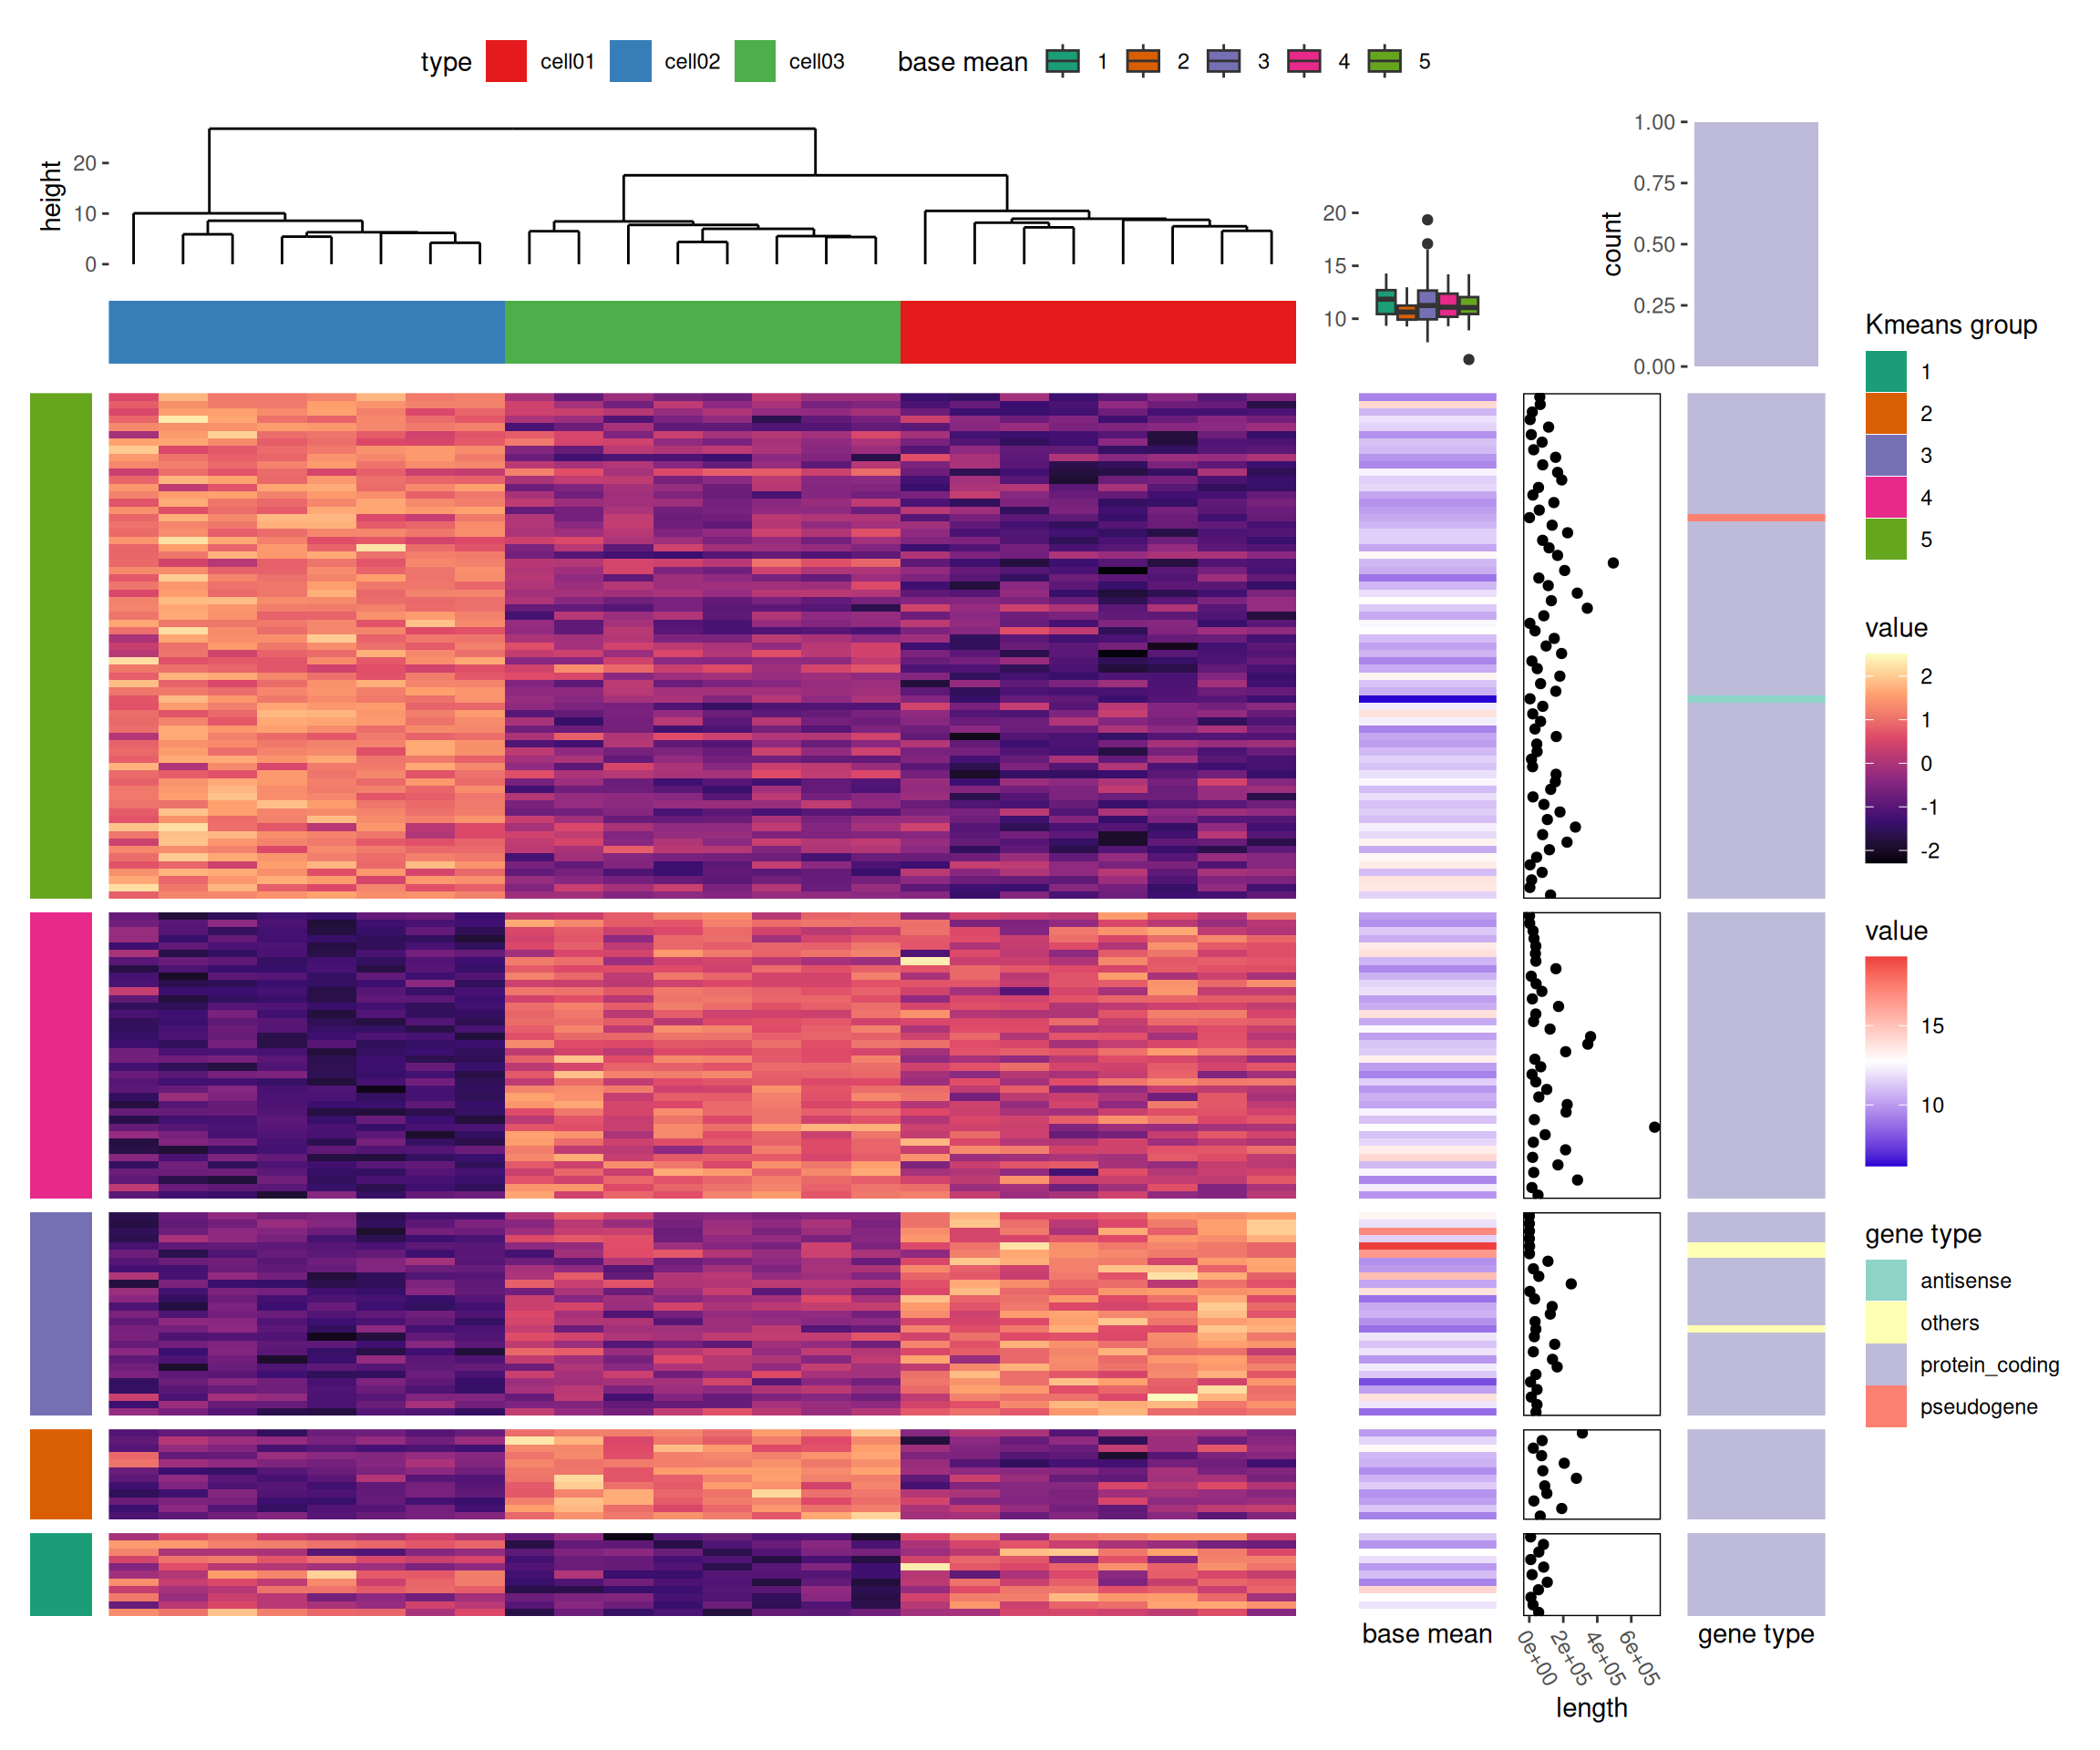 type cell01 cell02 cell03 base mean 1 2 3 4 5
height
20
10
0
20
15
10
count
1.00
0.75
0.50
0.25
0.00
Kmeans group
1
2
3
4
5
value
2
1
0
-1
-2
value
15
10
gene type
antisense
others
protein_coding
pseudogene
base mean
0e+00 2e+05 4e+05 6e+05
length
gene type